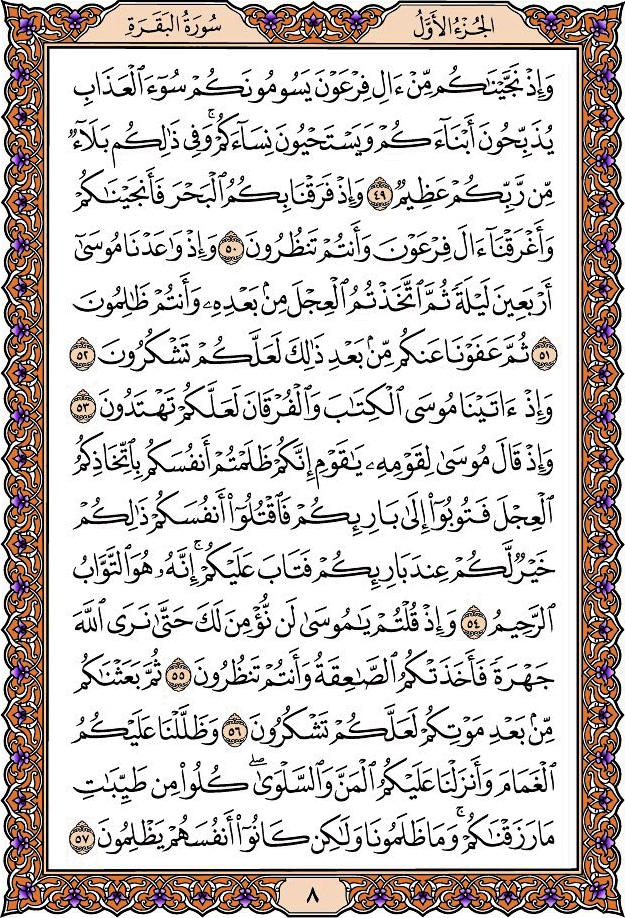 الجُزْءُ الأَوَّلُ
سُورَةُ البَقَرَةِ
وَإِذْ نَجَّيْنَٰكُم مِّنْ ءَالِ فِرْعَوْنَ يَسُومُونَكُمْ سُوٓءَ ٱلْعَذَابِ
يُذَبِّحُونَ أَبْنَآءَكُمْ وَيَسْتَحْيُونَ نِسَآءَكُمْ ۚ وَفِى ذَٰلِكُم بَلَآءٌ
مِّن رَّبِّكُمْ عَظِيمٌ ٤٩ وَإِذْ فَرَقْنَا بِكُمُ ٱلْبَحْرَ فَأَنجَيْنَٰكُمْ
وَأَغْرَقْنَآ ءَالَ فِرْعَوْنَ وَأَنتُمْ تَنظُرُونَ ٥٠ وَإِذْ وَٰعَدْنَا مُوسَىٰٓ
أَرْبَعِينَ لَيْلَةً ثُمَّ ٱتَّخَذْتُمُ ٱلْعِجْلَ مِنۢ بَعْدِهِۦ وَأَنتُمْ ظَٰلِمُونَ
٥١ ثُمَّ عَفَوْنَا عَنكُم مِّنۢ بَعْدِ ذَٰلِكَ لَعَلَّكُمْ تَشْكُرُونَ ٥٢
وَإِذْ ءَاتَيْنَا مُوسَى ٱلْكِتَٰبَ وَٱلْفُرْقَانَ لَعَلَّكُمْ تَهْتَدُونَ ٥٣
وَإِذْ قَالَ مُوسَىٰ لِقَوْمِهِۦ يَٰقَوْمِ إِنَّكُمْ ظَلَمْتُمْ أَنفُسَكُم بِٱتِّخَاذِكُمُ
ٱلْعِجْلَ فَتُوبُوٓا۟ إِلَىٰ بَارِئِكُمْ فَٱقْتُلُوٓا۟ أَنفُسَكُمْ ذَٰلِكُمْ
خَيْرٌ لَّكُمْ عِندَ بَارِئِكُمْ فَتَابَ عَلَيْكُمْ ۚ إِنَّهُۥ هُوَ ٱلتَّوَّابُ
ٱلرَّحِيمُ ٥٤ وَإِذْ قُلْتُمْ يَٰمُوسَىٰ لَن نُّؤْمِنَ لَكَ حَتَّىٰ نَرَى ٱللَّهَ
جَهْرَةً فَأَخَذَتْكُمُ ٱلصَّٰعِقَةُ وَأَنتُمْ تَنظُرُونَ ٥٥ ثُمَّ بَعَثْنَٰكُم
مِّنۢ بَعْدِ مَوْتِكُمْ لَعَلَّكُمْ تَشْكُرُونَ ٥٦ وَظَلَّلْنَا عَلَيْكُمُ
ٱلْغَمَامَ وَأَنزَلْنَا عَلَيْكُمُ ٱلْمَنَّ وَٱلسَّلْوَىٰ ۖ كُلُوا۟ مِن طَيِّبَٰتِ
مَا رَزَقْنَٰكُمْ ۚ وَمَا ظَلَمُونَا وَلَٰكِن كَانُوٓا۟ أَنفُسَهُمْ يَظْلِمُونَ ٥٧
٨